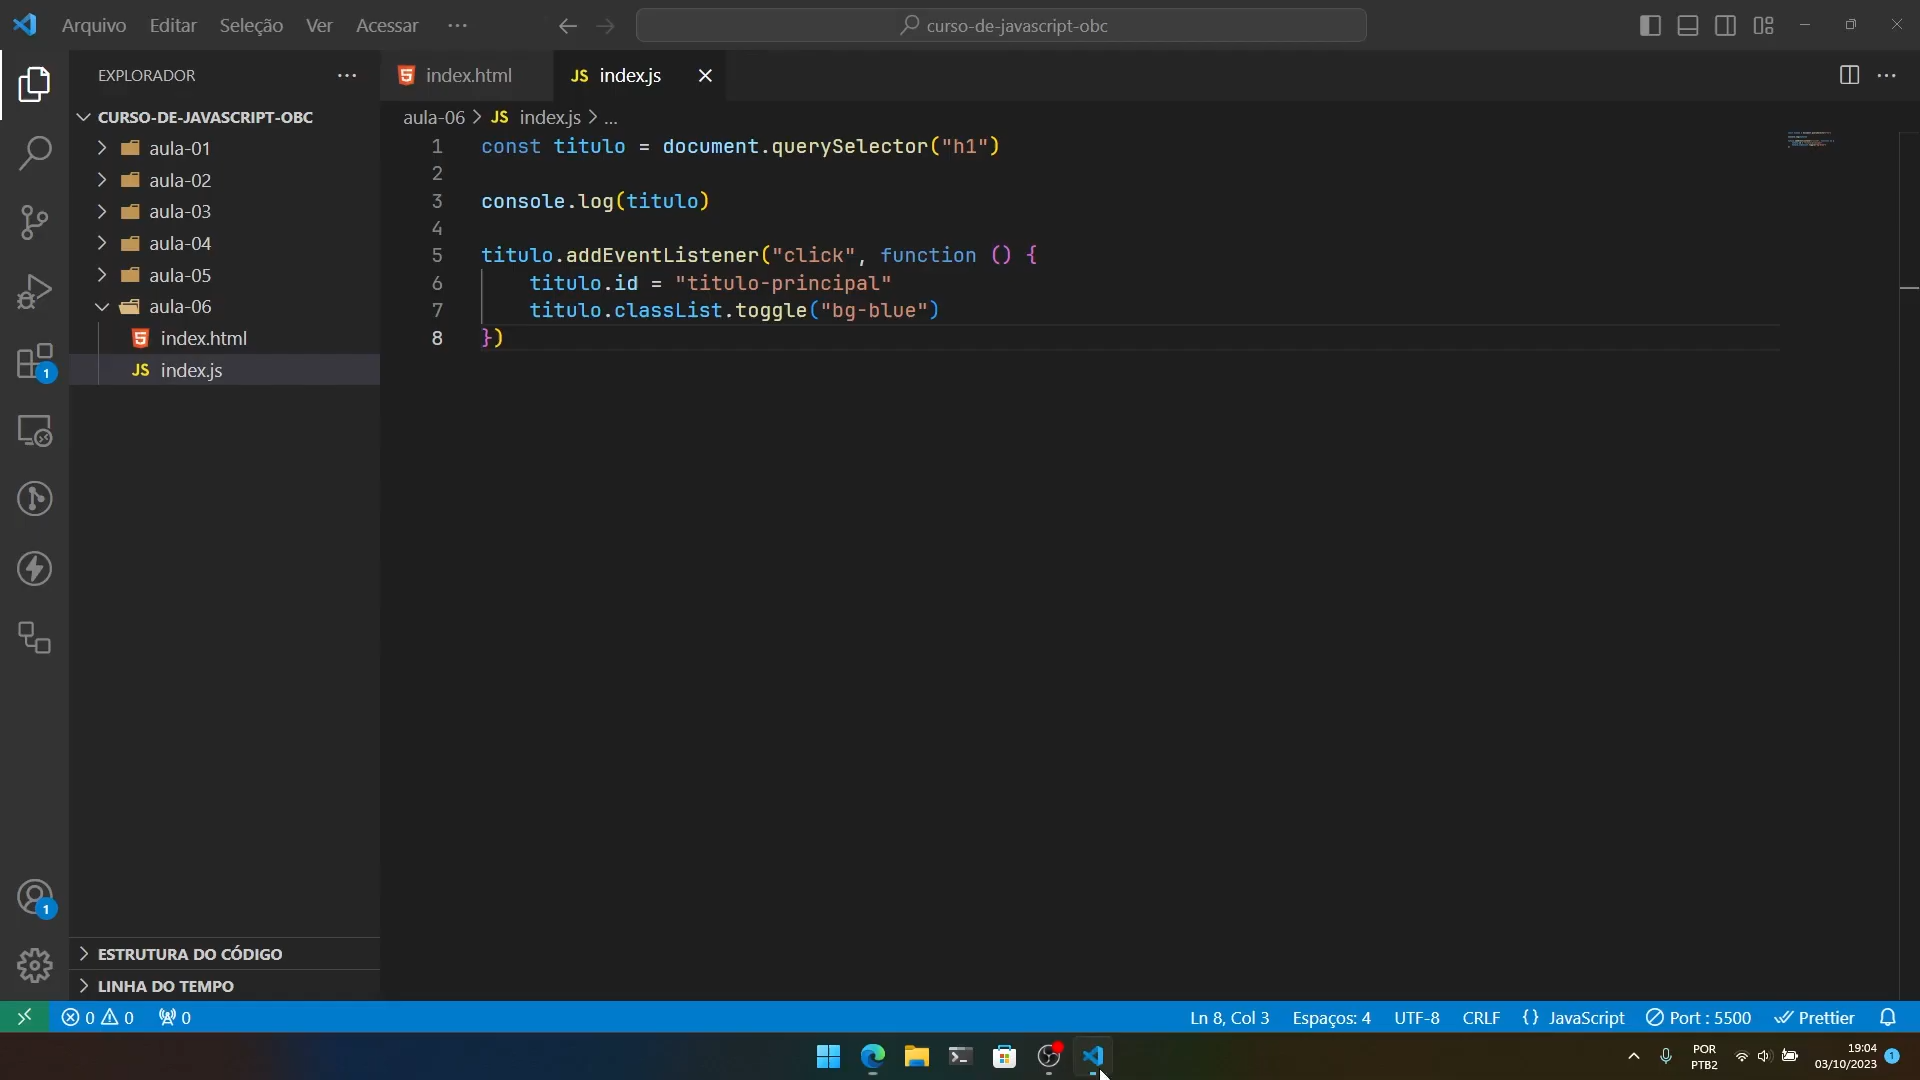 Arquivo Editar Seleção Ver Acessar ··· curso-de-javascript-obc
EXPLORADOR
CURSO-DE-JAVASCRIPT-OBC
aula-01
aula-02
aula-03
aula-04
aula-05
aula-06
index.html
JS index.js
ESTRUTURA DO CÓDIGO
LINHA DO TEMPO
index.html JS index.js
aula-06 > JS index.js > ...
1 const titulo = document.querySelector("h1")
2
3 console.log(titulo)
4
5 titulo.addEventListener("click", function () {
6 titulo.id = "titulo-principal"
7 titulo.classList.toggle("bg-blue")
8 })
1
1
0 0 0 Ln 8, Col 3 Espaços: 4 UTF-8 CRLF {} JavaScript Port : 5500 Prettier
POR
PTB2
19:04
03/10/2023
1